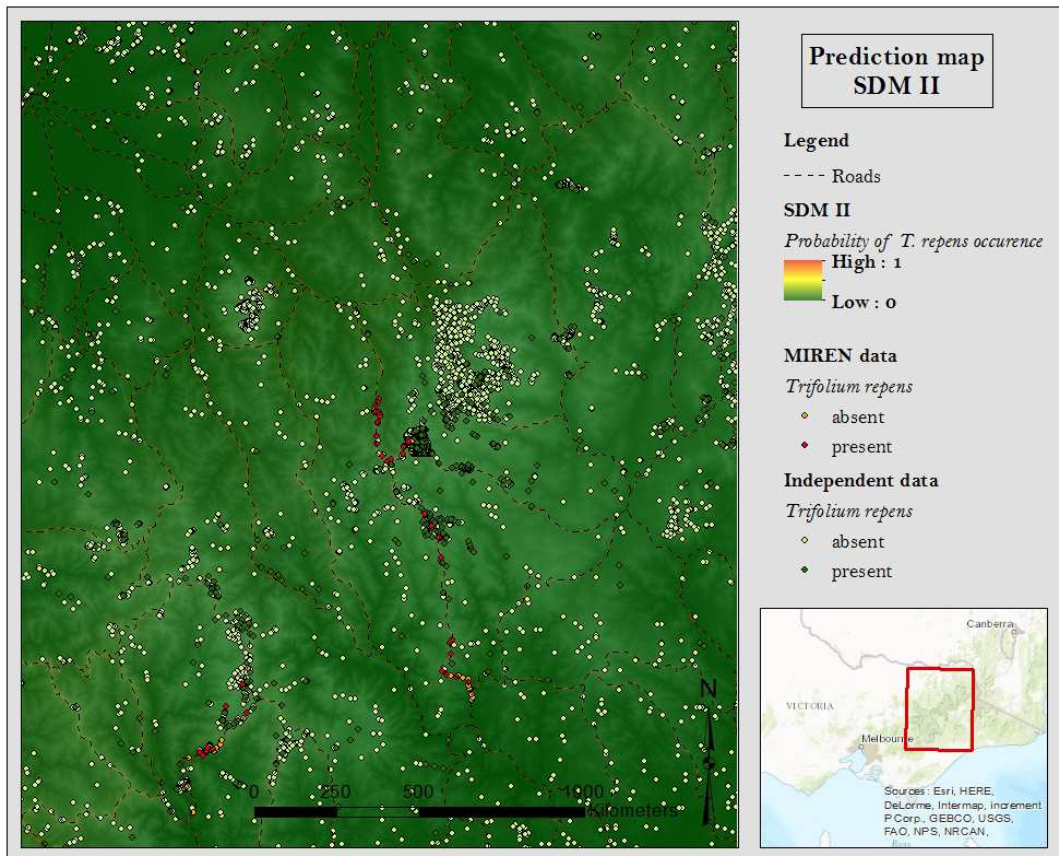 Prediction map
SDM II
Legend
Roads
SDM II
Probability of T. repens occurence
High : 1
Low : 0
MIREN data
Trifolium repens
absent
present
Independent data
Trifolium repens
absent
present
N
0 250 500 1000
Kilometers
Canberra
VICTORIA
Melbourne
Sources: Esri, HERE,
DeLorme, Intermap, increment
P Corp., GEBCO, USGS,
FAO, NPS, NRCAN,